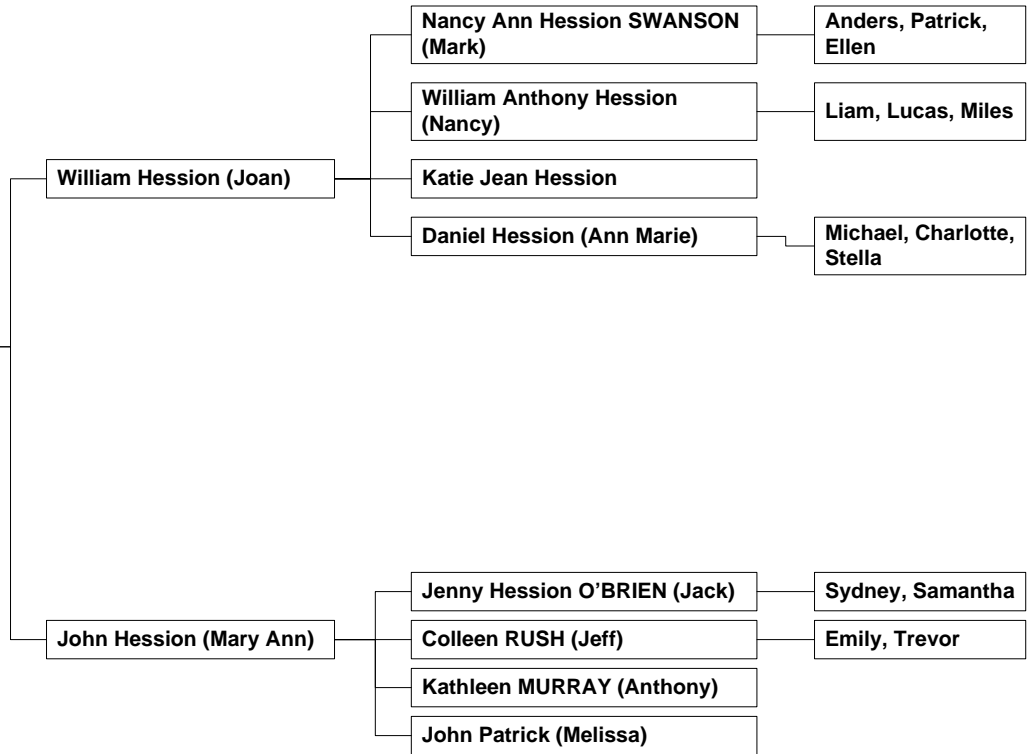 Nancy Ann Hession SWANSON
(Mark)
Anders, Patrick,
Ellen
William Anthony Hession
(Nancy)
Liam, Lucas, Miles
William Hession (Joan)
Katie Jean Hession
Daniel Hession (Ann Marie)
Michael, Charlotte,
Stella
Jenny Hession O’BRIEN (Jack)
Sydney, Samantha
John Hession (Mary Ann)
Colleen RUSH (Jeff)
Emily, Trevor
Kathleen MURRAY (Anthony)
John Patrick (Melissa)